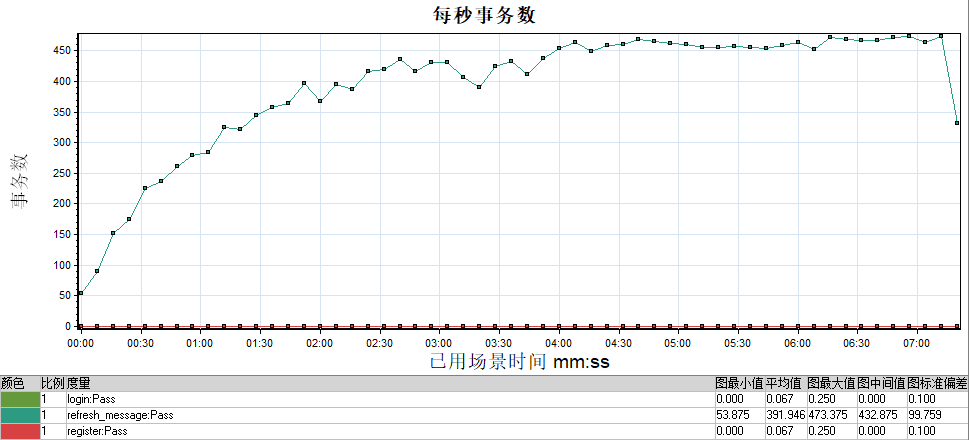 每秒事务数
450
400
350
300
250
200
150
100
50
0
事务数
00:00 00:30 01:00 01:30 02:00 02:30 03:00 03:30 04:00 04:30 05:00 05:30 06:00 06:30 07:00
已用场景时间 mm:ss
颜色 比例 度量 图最小值 平均值 图最大值 图中间值 图标准偏差
1 login:Pass 0.000 0.067 0.250 0.000 0.100
1 refresh_message:Pass 53.875 391.946 473.375 432.875 99.759
1 register:Pass 0.000 0.067 0.250 0.000 0.100